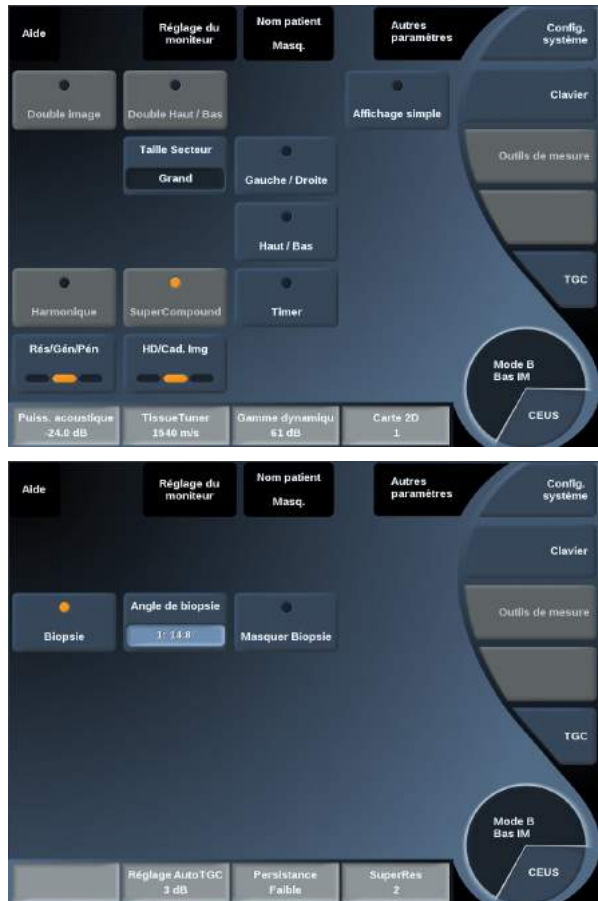 Aide
Réglage du
moniteur
Nom patient
Masq.
Autres
paramètres
Config.
système
Double image
Double Haut / Bas
Affichage simple
Clavier
Taille Secteur
Grand
Gauche / Droite
Outils de mesure
Haut / Bas
Harmonique
SuperCompound
Timer
TGC
Rés/Gén/Pén
HD/Cad. Img
Mode B
Bas IM
CEUS
Puiss. acoustique
-24.0 dB
TissueTuner
1540 m/s
Gamme dynamiqu
61 dB
Carte 2D
1
Aide
Réglage du
moniteur
Nom patient
Masq.
Autres
paramètres
Config.
système
Clavier
Biopsie
Angle de biopsie
1: 14.8
Masquer Biopsie
Outils de mesure
TGC
Mode B
Bas IM
CEUS
Réglage AutoTGC
3 dB
Persistance
Faible
SuperRes
2